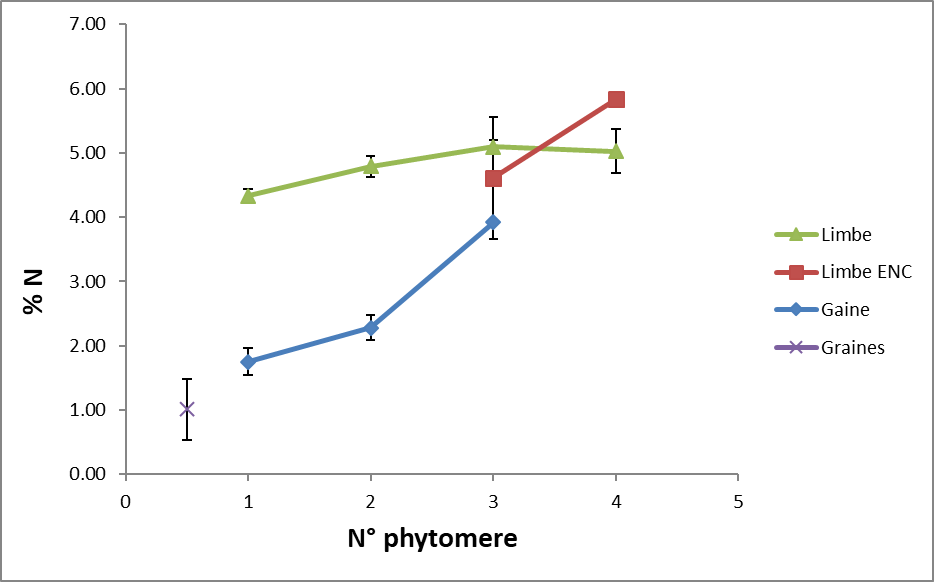 7.00
6.00
5.00
4.00
3.00
2.00
1.00
0.00
% N
0 1 2 3 4 5
N° phytomere
Limbe
Limbe ENC
Gaine
Graines